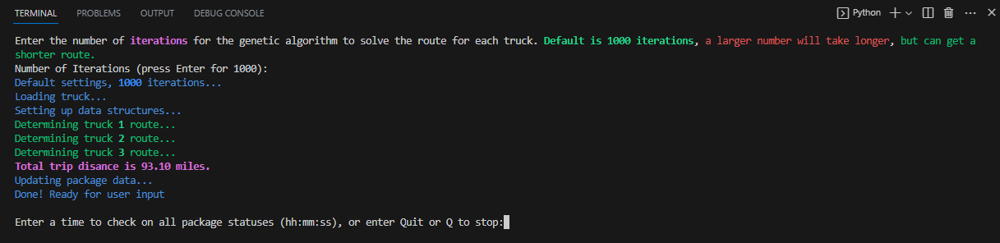 TERMINAL PROBLEMS OUTPUT DEBUG CONSOLE Python
Enter the number of iterations for the genetic algorithm to solve the route for each truck. Default is 1000 iterations, a larger number will take longer, but can get a
shorter route.
Number of Iterations (press Enter for 1000):
Default settings, 1000 iterations...
Loading truck...
Setting up data structures...
Determining truck 1 route...
Determining truck 2 route...
Determining truck 3 route...
Total trip disance is 93.10 miles.
Updating package data...
Done! Ready for user input
Enter a time to check on all package statuses (hh:mm:ss), or enter Quit or Q to stop: